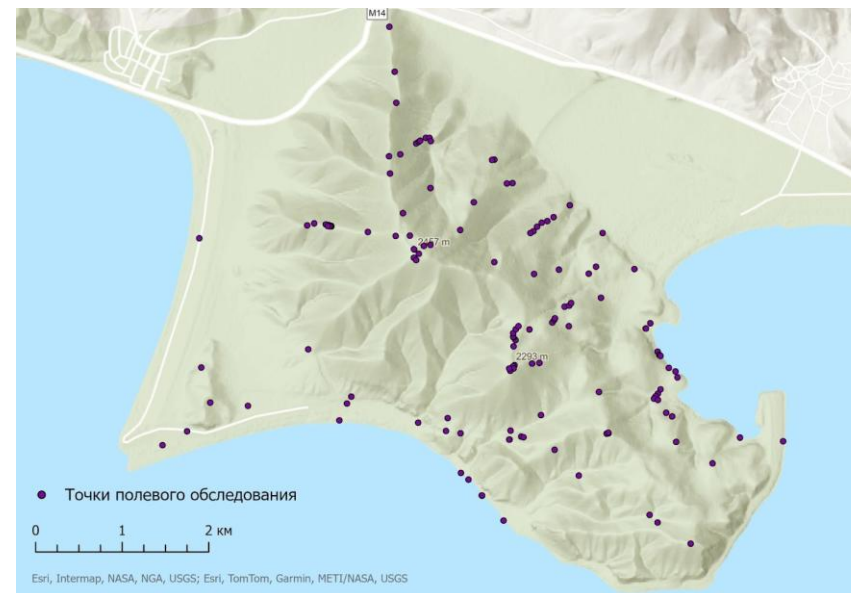 M14
2457 m
2293 m
Точки полевого обследования
0 1 2 км
Esri, Intermap, NASA, NGA, USGS; Esri, TomTom, Garmin, METI/NASA, USGS